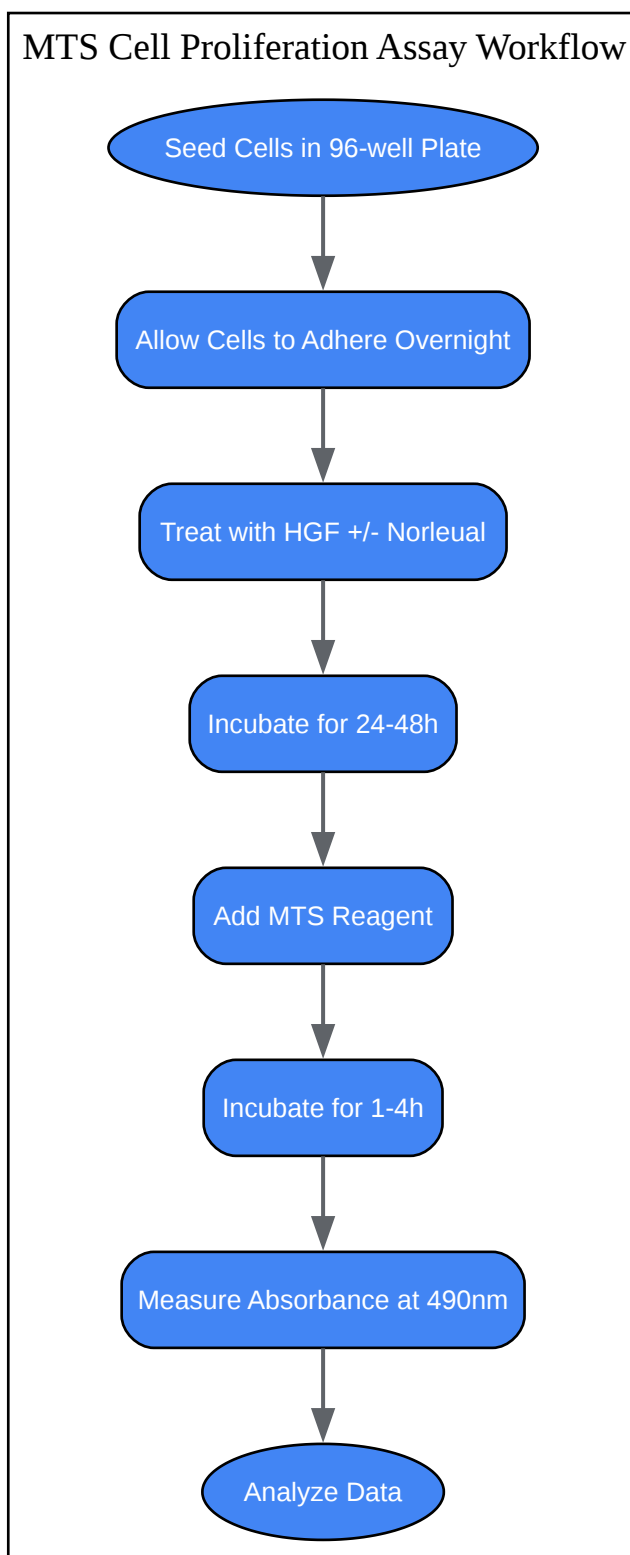 MTS Cell Proliferation Assay Workflow
Seed Cells in 96-well Plate
Allow Cells to Adhere Overnight
Treat with HGF +/- Norleual
Incubate for 24-48h
Add MTS Reagent
Incubate for 1-4h
Measure Absorbance at 490nm
Analyze Data